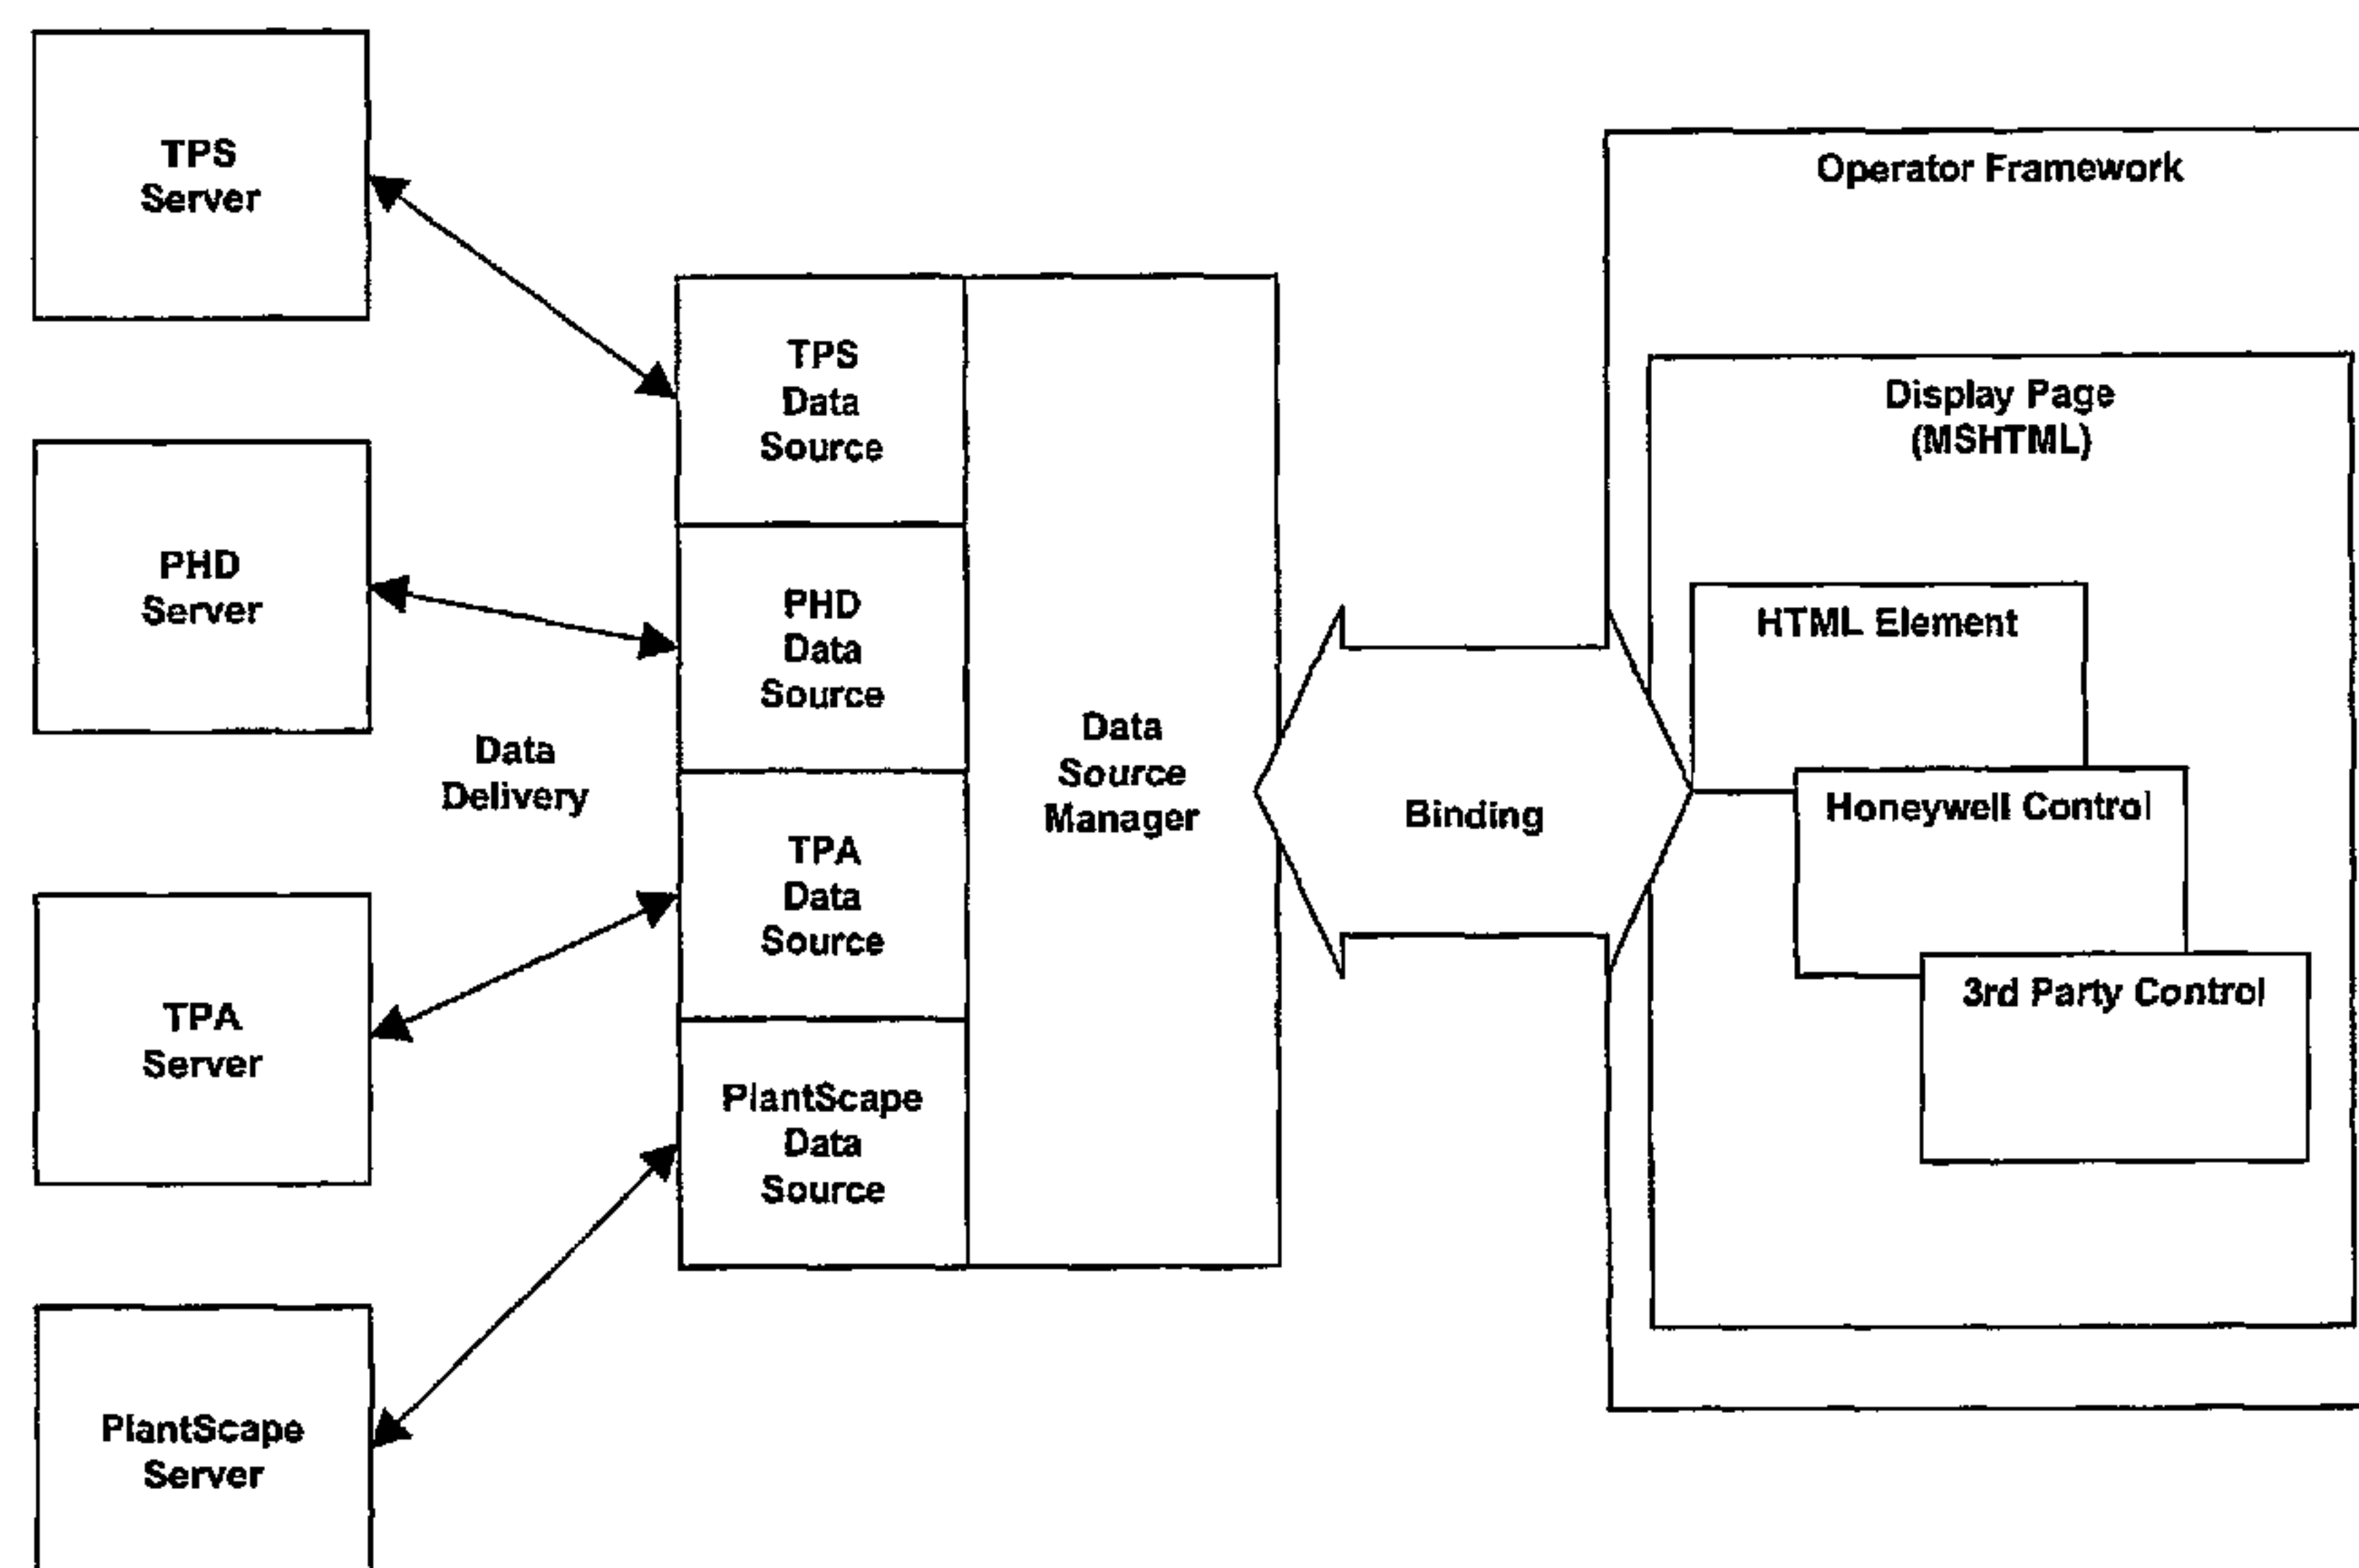 TPS
Server
PHD
Server
Data
Delivery
TPA
Server
PlantScape
Server
TPS
Data
Source
PHD
Data
Source
TPA
Data
Source
PlantScape
Data
Source
Data
Source
Manager
Binding
Operator Framework
Display Page
(MSHTML)
HTML Element
Honeywell Control
3rd Party Control